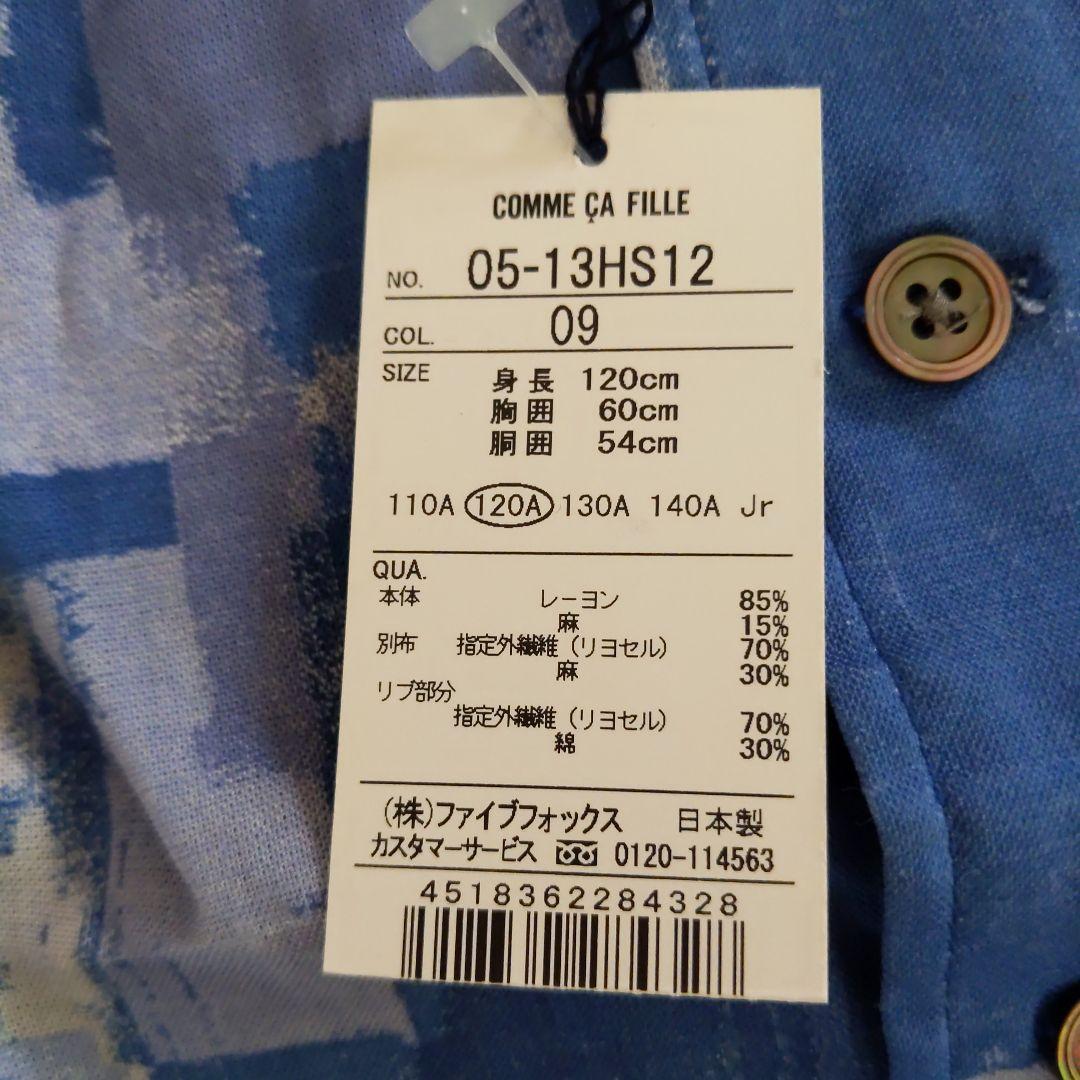 COMME ÇA FILLE
NO. 05-13HS12
COL. 09
SIZE 身長 120cm
胸囲 60cm
胴囲 54cm
110A 120A 130A 140A Jr
QUA.
本体 レーヨン 85%
麻 15%
別布 指定外繊維(リヨセル) 70%
麻 30%
リブ部分
指定外繊維(リヨセル) 70%
綿 30%
(株)ファイブフォックス 日本製
カスタマーサービス 0120-114563
4518362284328